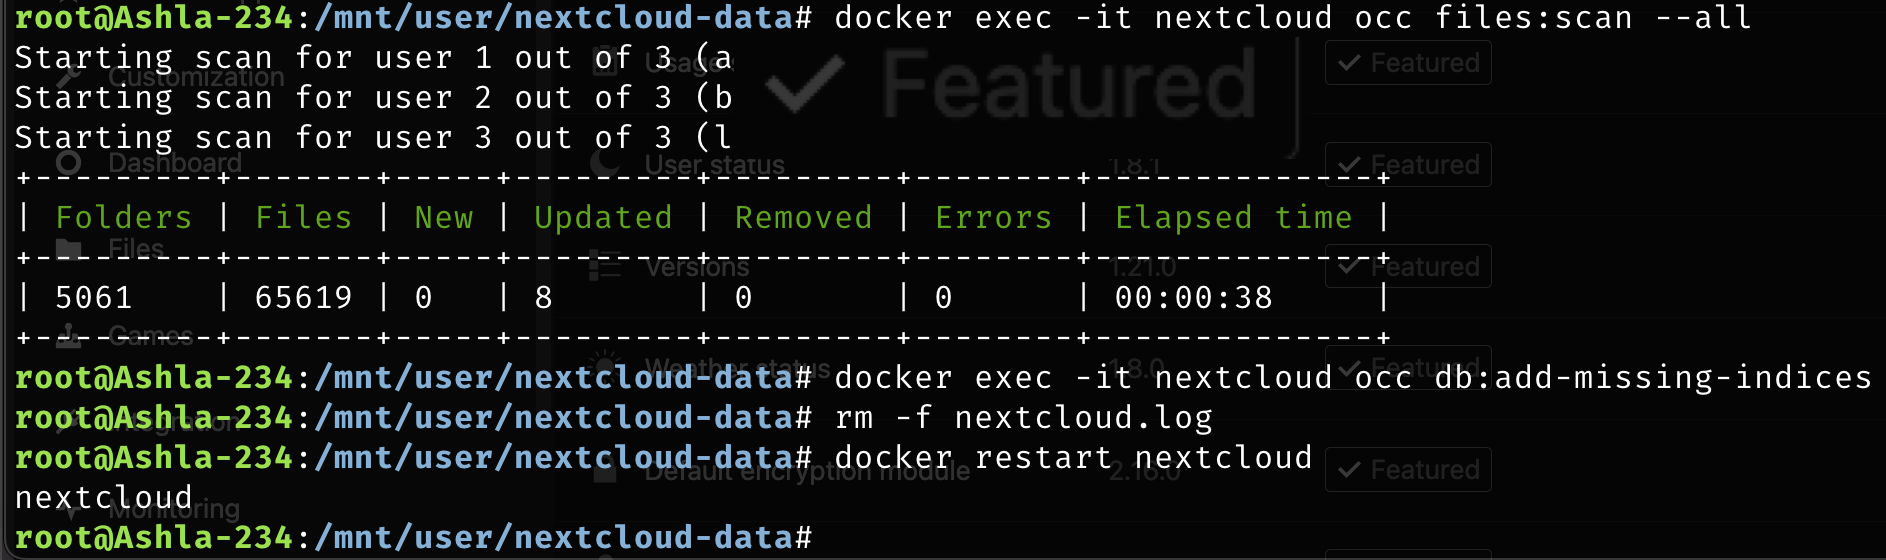 root@Ashla-234:/mnt/user/nextcloud-data# docker exec -it nextcloud occ files:scan --all
Starting scan for user 1 out of 3 (a
Usage
✓ Featured
✓ Featured
Customization
Starting scan for user 2 out of 3 (b
Starting scan for user 3 out of 3 (l
Dashboard
User status
1.8.1
✓ Featured
+---------+-------+-----+---------+---------+--------+--------------+
| Folders | Files | New | Updated | Removed | Errors | Elapsed time |
Files
+---------+-------+-----+---------+---------+--------+--------------+
Versions
1.21.0
✓ Featured
| 5061    | 65619 | 0   | 8       | 0       | 0      | 00:00:38     |
Games
+---------+-------+-----+---------+---------+--------+--------------+
Weather status
1.8.0
✓ Featured
root@Ashla-234:/mnt/user/nextcloud-data# docker exec -it nextcloud occ db:add-missing-indices
Integration
root@Ashla-234:/mnt/user/nextcloud-data# rm -f nextcloud.log
root@Ashla-234:/mnt/user/nextcloud-data# docker restart nextcloud
Default encryption module
2.16.0
✓ Featured
nextcloud
Monitoring
root@Ashla-234:/mnt/user/nextcloud-data#